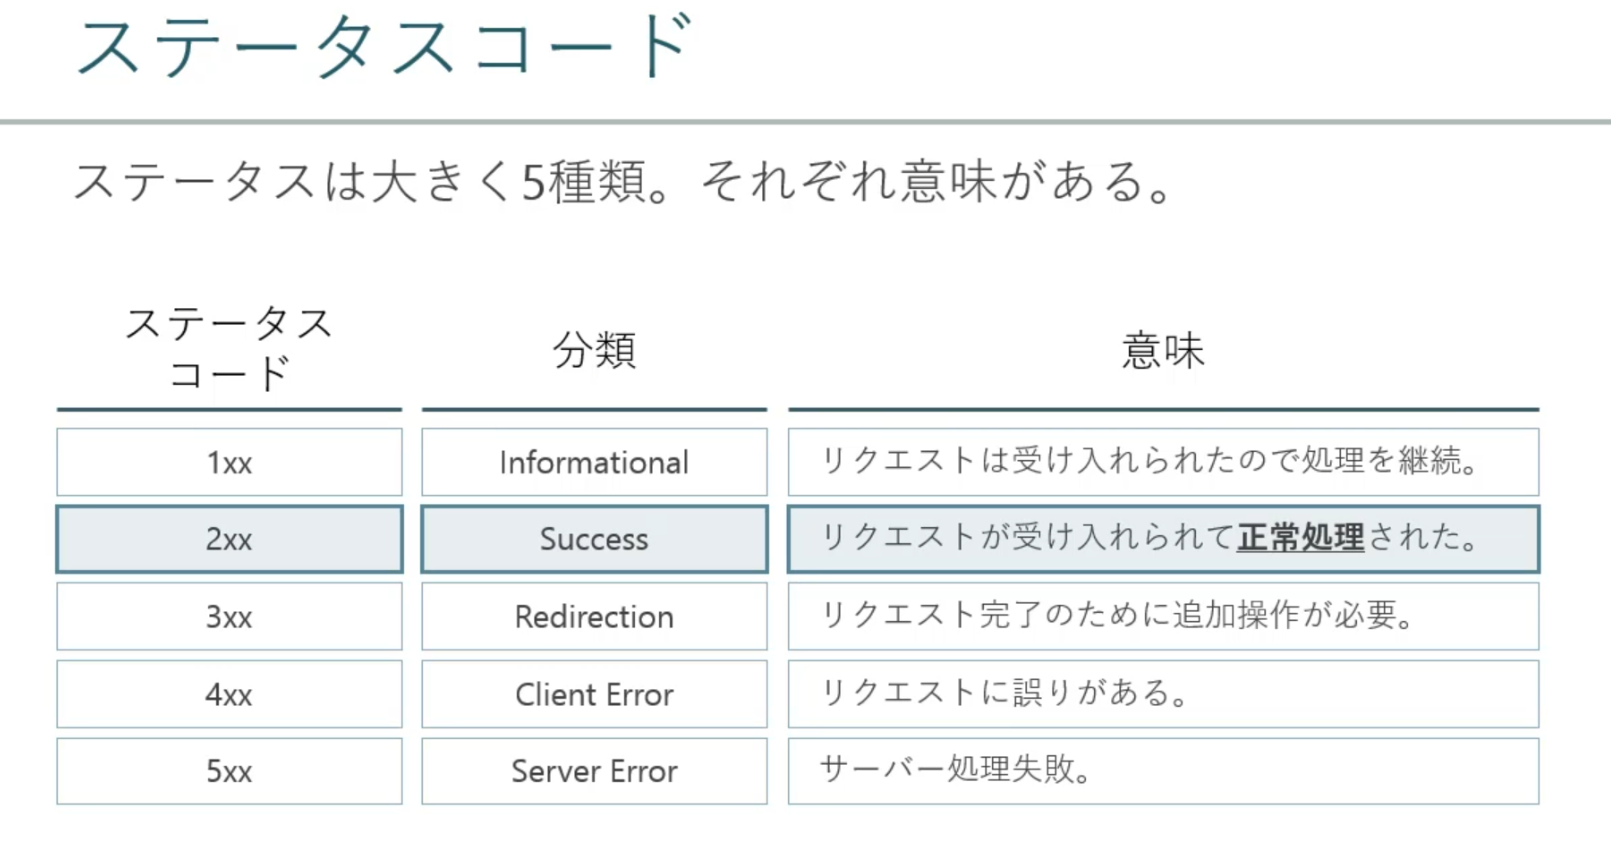 ステータスコード
ステータスは大きく5種類。それぞれ意味がある。
ステータス
コード
分類
意味
1xx
Informational
リクエストは受け入れられたので処理を継続。
2xx
Success
リクエストが受け入れられて正常処理された。
3xx
Redirection
リクエスト完了のために追加操作が必要。
4xx
Client Error
リクエストに誤りがある。
5xx
Server Error
サーバー処理失敗。